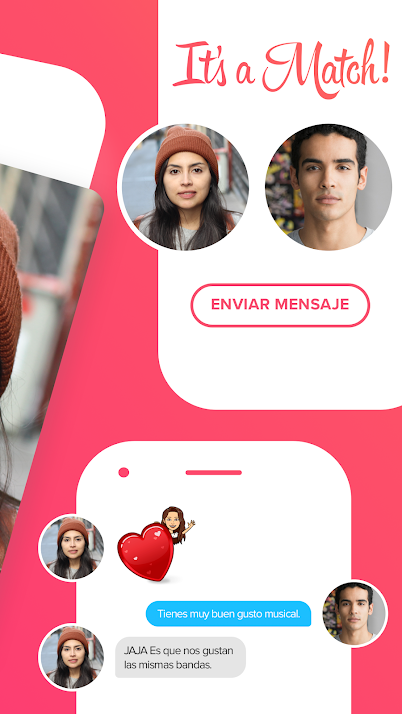 It's a Match!
ENVIAR MENSAJE
Tienes muy buen gusto musical.
JAJA Es que nos gustan
las mismas bandas.